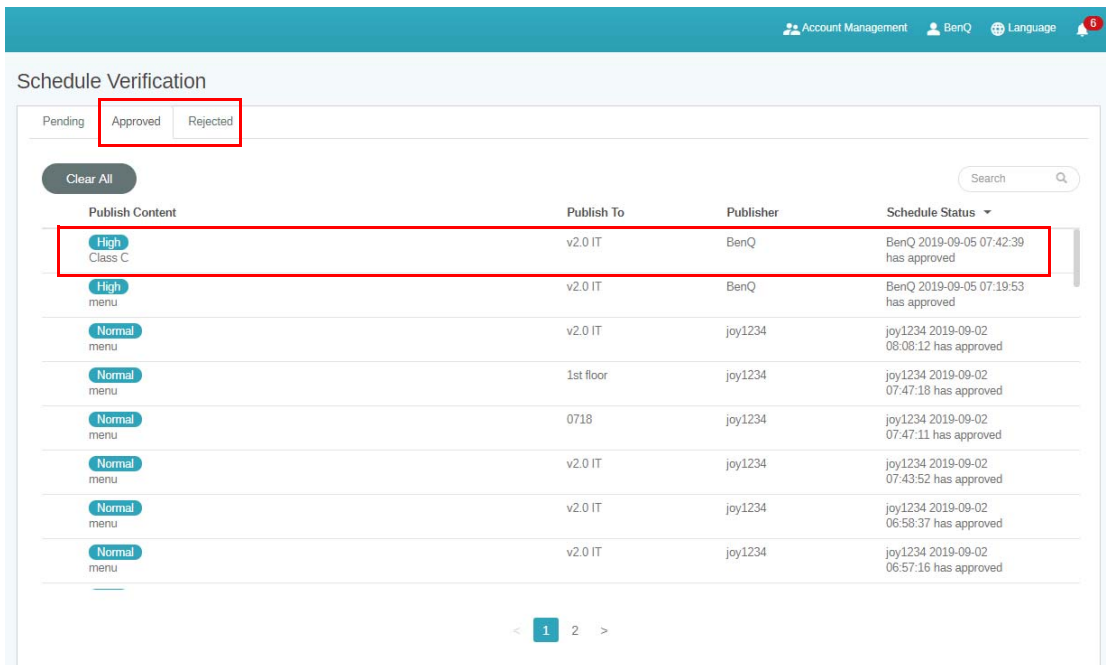 Account Management BenQ Language 6
Schedule Verification
Pending Approved Rejected
Clear All Search
Publish Content Publish To Publisher Schedule Status
High v2.0 IT BenQ BenQ 2019-09-05 07:42:39
Class C has approved
High v2.0 IT BenQ BenQ 2019-09-05 07:19:53
menu has approved
Normal v2.0 IT joy1234 joy1234 2019-09-02
menu 08:08:12 has approved
Normal 1st floor joy1234 joy1234 2019-09-02
menu 07:47:18 has approved
Normal 0718 joy1234 joy1234 2019-09-02
menu 07:47:11 has approved
Normal v2.0 IT joy1234 joy1234 2019-09-02
menu 07:43:52 has approved
Normal v2.0 IT joy1234 joy1234 2019-09-02
menu 06:58:37 has approved
Normal v2.0 IT joy1234 joy1234 2019-09-02
menu 06:57:16 has approved
< 1 2 >